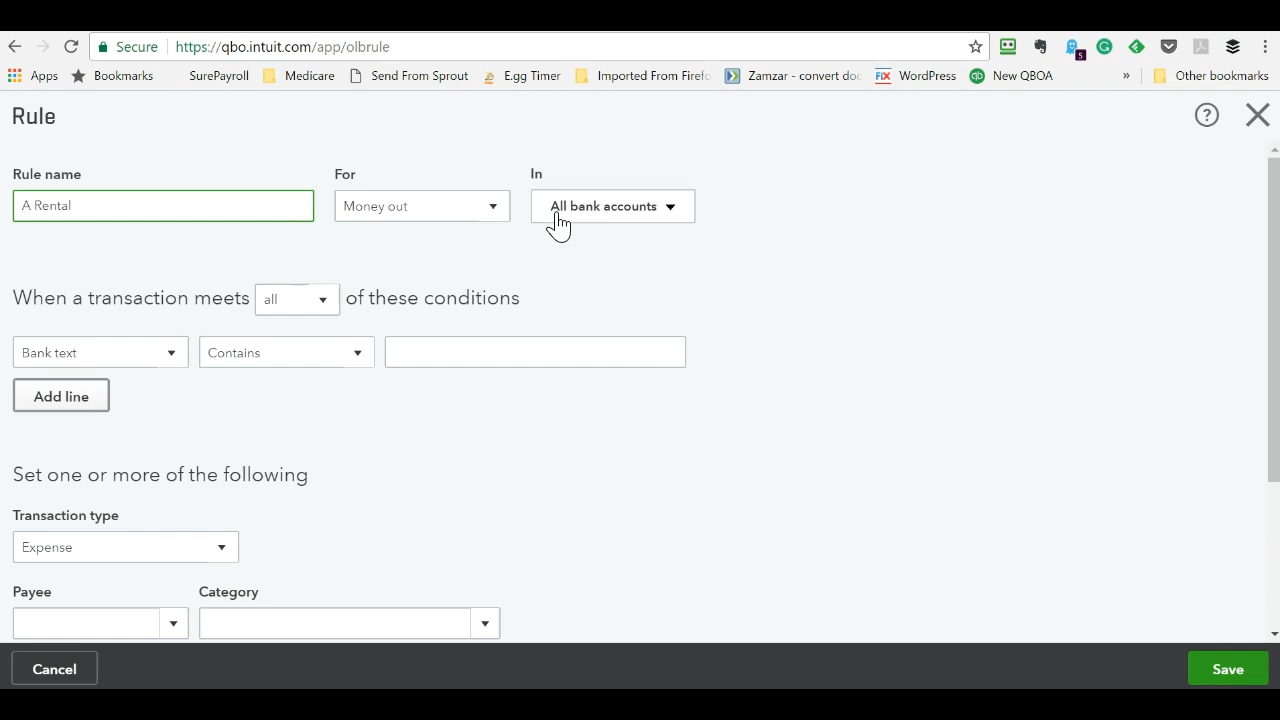 Secure https://qbo.intuit.com/app/olbrule 5
Apps Bookmarks SurePayroll Medicare Send From Sprout Egg Timer Imported From Firefo Zamzar - convert doc FIX WordPress qb New QBOA » Other bookmarks
Rule ?
Rule name For In
A Rental Money out All bank accounts
When a transaction meets all of these conditions
Bank text Contains
Add line
Set one or more of the following
Transaction type
Expense
Payee Category
Cancel Save